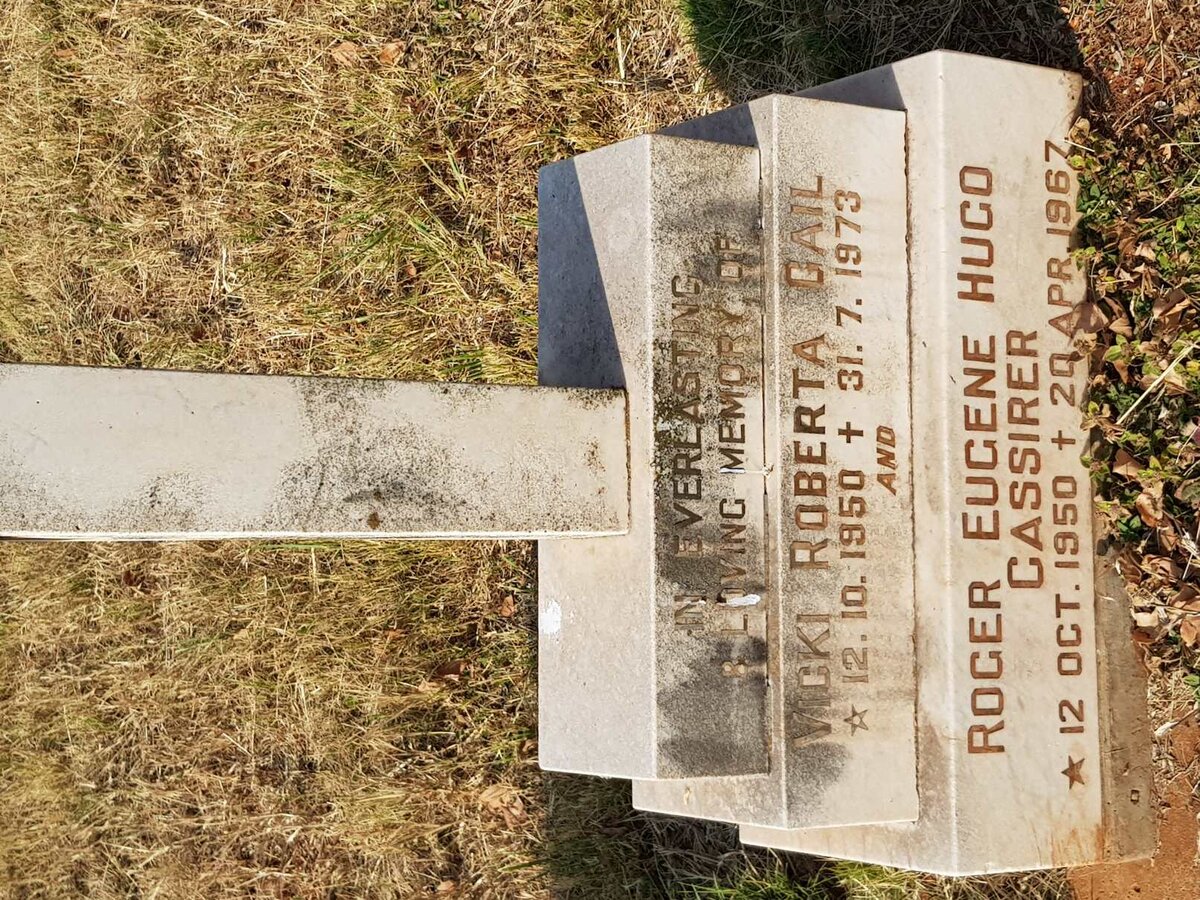 IN EVERLASTING
& LOVING MEMORY OF
VICKI ROBERTA GAIL
☆ 12.10.1950 + 31.7.1973
AND
ROGER EUGENE HUGO
CASSIRER
★ 12 OCT.1950 + 20 APR 1967